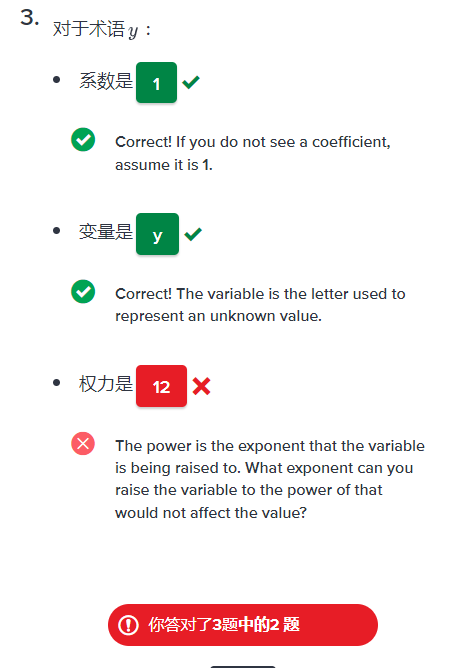 3.
对于术语 y :
系数是 1
Correct! If you do not see a coefficient,
assume it is 1.
变量是 y
Correct! The variable is the letter used to
represent an unknown value.
权力是 12
The power is the exponent that the variable
is being raised to. What exponent can you
raise the variable to the power of that
would not affect the value?
你答对了3题中的2 题